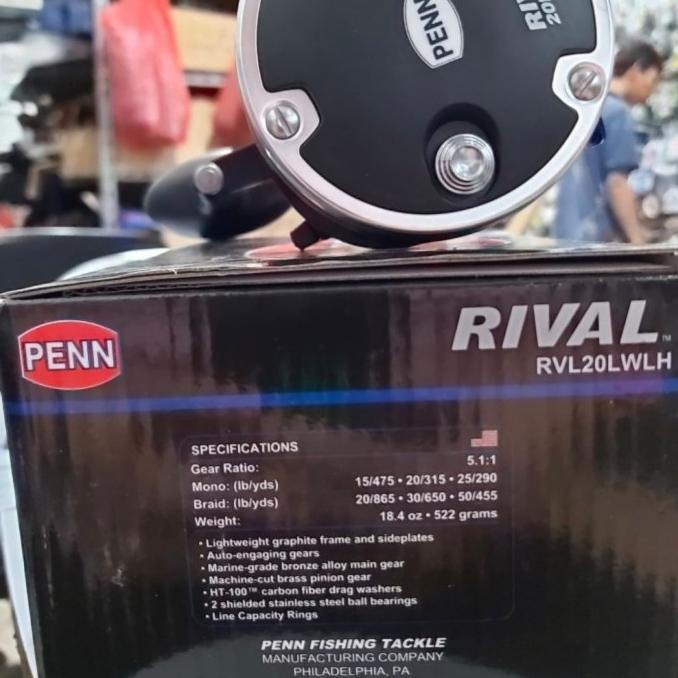 PENN
20
PENN
RIVAL™
RVL20LWLH
SPECIFICATIONS
Gear Ratio: 5.1:1
Mono: (lb/yds) 15/475 • 20/315 • 25/290
Braid: (lb/yds) 20/865 • 30/650 • 50/455
Weight: 18.4 oz • 522 grams
• Lightweight graphite frame and sideplates
• Auto-engaging gears
• Marine-grade bronze alloy main gear
• Machine-cut brass pinion gear
• HT-100™ carbon fiber drag washers
• 2 shielded stainless steel ball bearings
• Line Capacity Rings
PENN FISHING TACKLE
MANUFACTURING COMPANY
PHILADELPHIA, PA